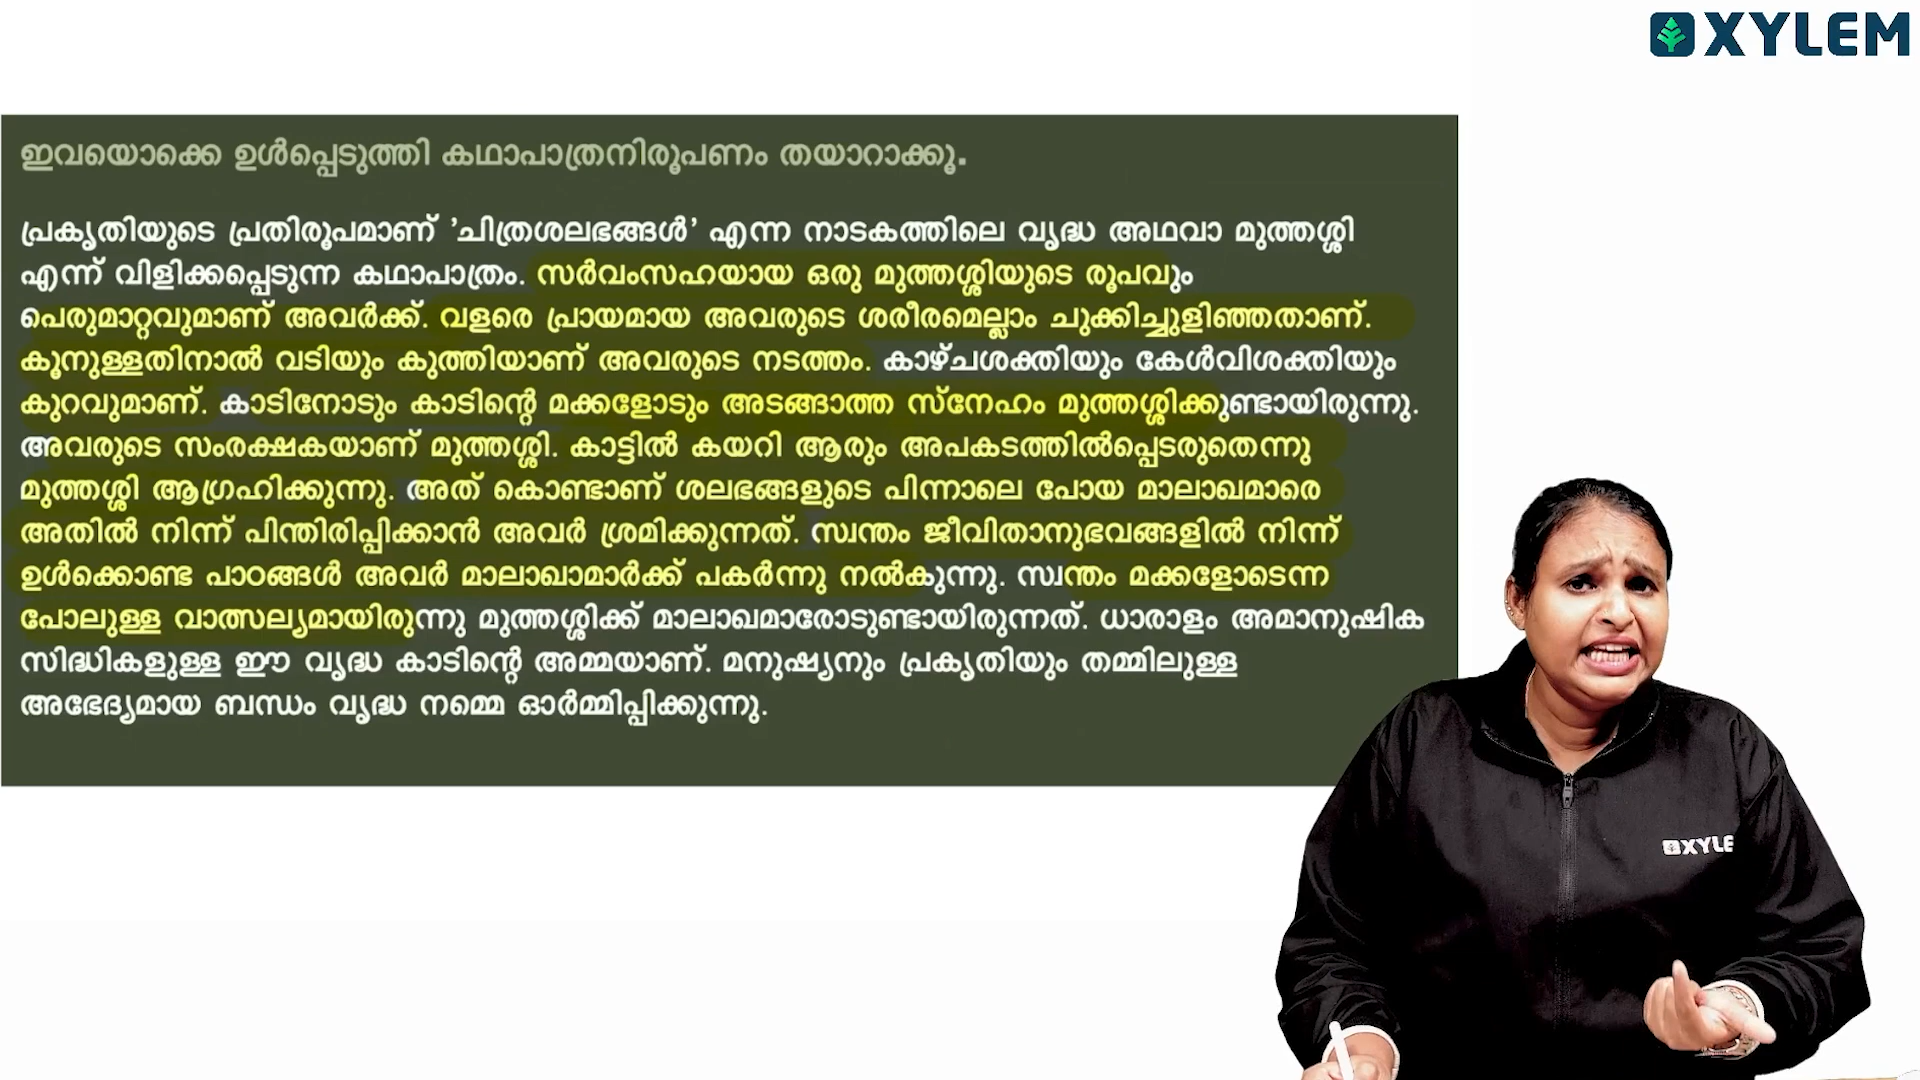 XYLEM
ഇവയൊക്കെ ഉൾപ്പെടുത്തി കഥാപാത്രനിരൂപണം തയാറാക്കൂ.
പ്രകൃതിയുടെ പ്രതിരൂപമാണ് 'ചിത്രശലഭങ്ങൾ' എന്ന നാടകത്തിലെ വൃദ്ധ അഥവാ മുത്തശ്ശി
എന്ന് വിളിക്കപ്പെടുന്ന കഥാപാത്രം. സർവംസഹയായ ഒരു മുത്തശ്ശിയുടെ രൂപവും
പെരുമാറ്റവുമാണ് അവർക്ക്. വളരെ പ്രായമായ അവരുടെ ശരീരമെല്ലാം ചുക്കിച്ചുളിഞ്ഞതാണ്.
കൂനുള്ളതിനാൽ വടിയും കുത്തിയാണ് അവരുടെ നടത്തം. കാഴ്ചശക്തിയും കേൾവിശക്തിയും
കുറവുമാണ്. കാടിനോടും കാടിന്റെ മക്കളോടും അടങ്ങാത്ത സ്നേഹം മുത്തശ്ശിക്കുണ്ടായിരുന്നു.
അവരുടെ സംരക്ഷകയാണ് മുത്തശ്ശി. കാട്ടിൽ കയറി ആരും അപകടത്തിൽപ്പെടരുതെന്നു
മുത്തശ്ശി ആഗ്രഹിക്കുന്നു. അത് കൊണ്ടാണ് ശലഭങ്ങളുടെ പിന്നാലെ പോയ മാലാഖമാരെ
അതിൽ നിന്ന് പിന്തിരിപ്പിക്കാൻ അവർ ശ്രമിക്കുന്നത്. സ്വന്തം ജീവിതാനുഭവങ്ങളിൽ നിന്ന്
ഉൾക്കൊണ്ട പാഠങ്ങൾ അവർ മാലാഖാമാർക്ക് പകർന്നു നൽകുന്നു. സ്വന്തം മക്കളോടെന്ന
പോലുള്ള വാത്സല്യമായിരുന്നു മുത്തശ്ശിക്ക് മാലാഖമാരോടുണ്ടായിരുന്നത്. ധാരാളം അമാനുഷിക
സിദ്ധികളുള്ള ഈ വൃദ്ധ കാടിന്റെ അമ്മയാണ്. മനുഷ്യനും പ്രകൃതിയും തമ്മിലുള്ള
അഭേദ്യമായ ബന്ധം വൃദ്ധ നമ്മെ ഓർമ്മിപ്പിക്കുന്നു.
XYLE